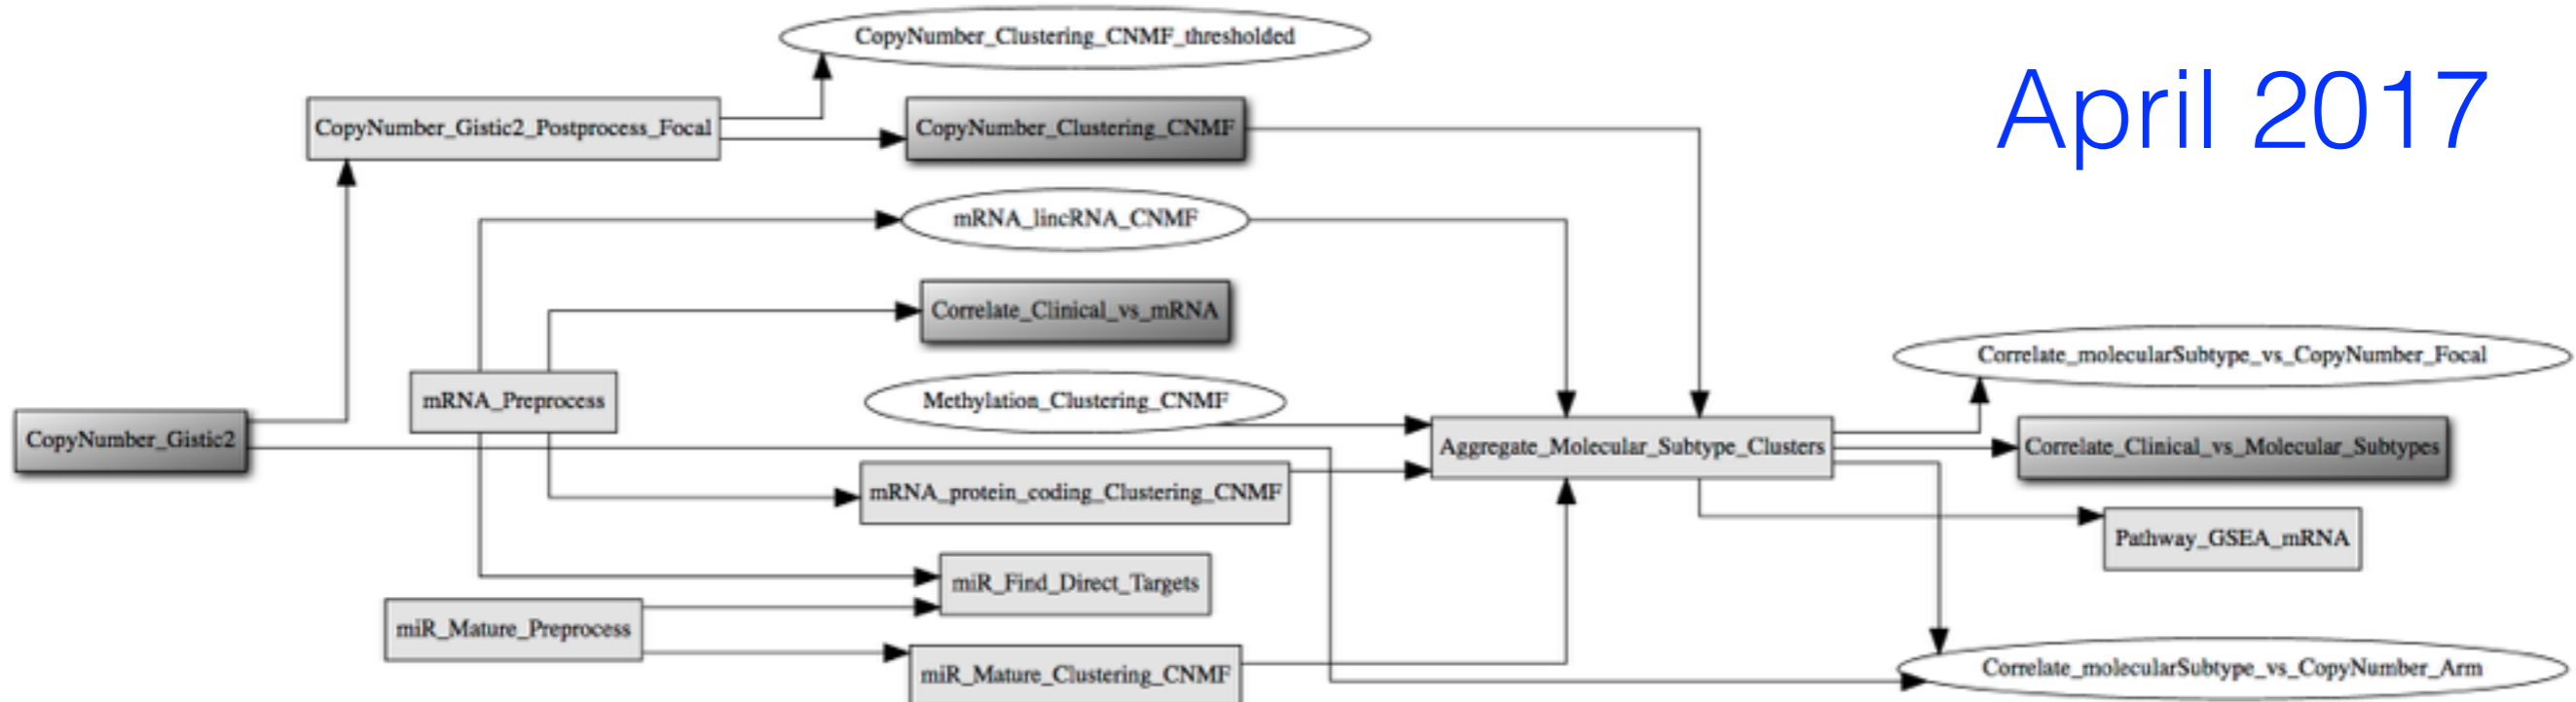 CopyNumber_Clustering_CNMF_thresholded
April 2017
CopyNumber_Gistic2_Postprocess_Focal
CopyNumber_Clustering_CNMF
mRNA_lincRNA_CNMF
Correlate_Clinical_vs_mRNA
Correlate_molecularSubtype_vs_CopyNumber_Focal
mRNA_Preprocess
Methylation_Clustering_CNMF
CopyNumber_Gistic2
Aggregate_Molecular_Subtype_Clusters
Correlate_Clinical_vs_Molecular_Subtypes
mRNA_protein_coding_Clustering_CNMF
Pathway_GSEA_mRNA
miR_Find_Direct_Targets
miR_Mature_Preprocess
Correlate_molecularSubtype_vs_CopyNumber_Arm
miR_Mature_Clustering_CNMF